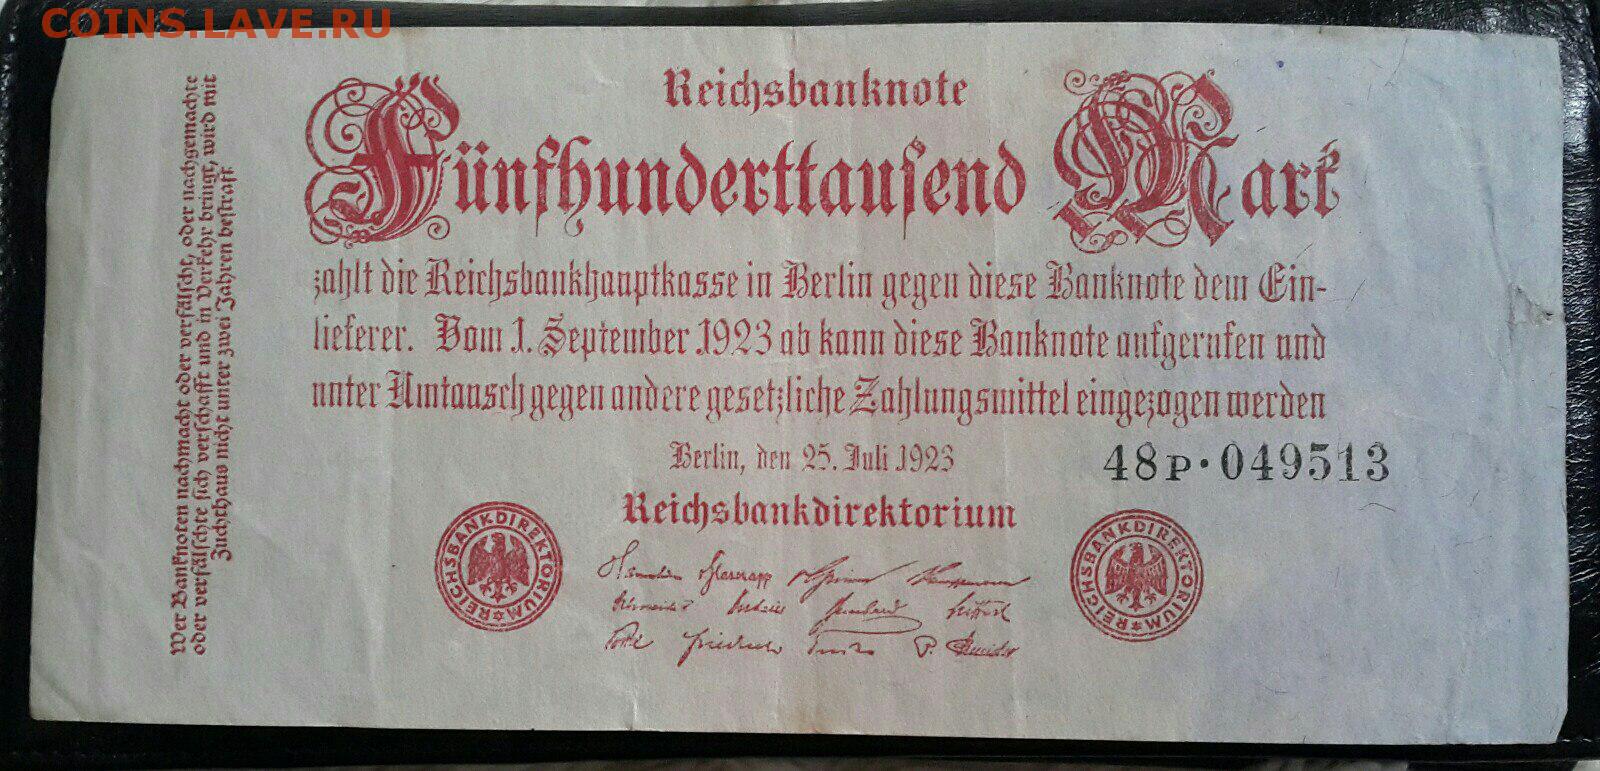 COINS.LAVE.RU
Reichsbanknote
Fünfhunderttausend Mark
zahlt die Reichsbankhauptkasse in Berlin gegen diese Banknote dem Ein-
lieferer. Vom 1. September 1923 ab kann diese Banknote aufgerufen und
unter Umtausch gegen andere gesetzliche Zahlungsmittel eingezogen werden
Berlin, den 25. Juli 1923
48P·049513
Reichsbankdirektorium
REICHSBANKDIREKTORIUM
REICHSBANKDIREKTORIUM
Wer Banknoten nachmacht oder verfälscht, oder nachgemachte
oder verfälschte sich verschafft und in Verkehr bringt, wird mit
Zuchthaus nicht unter zwei Jahren bestraft